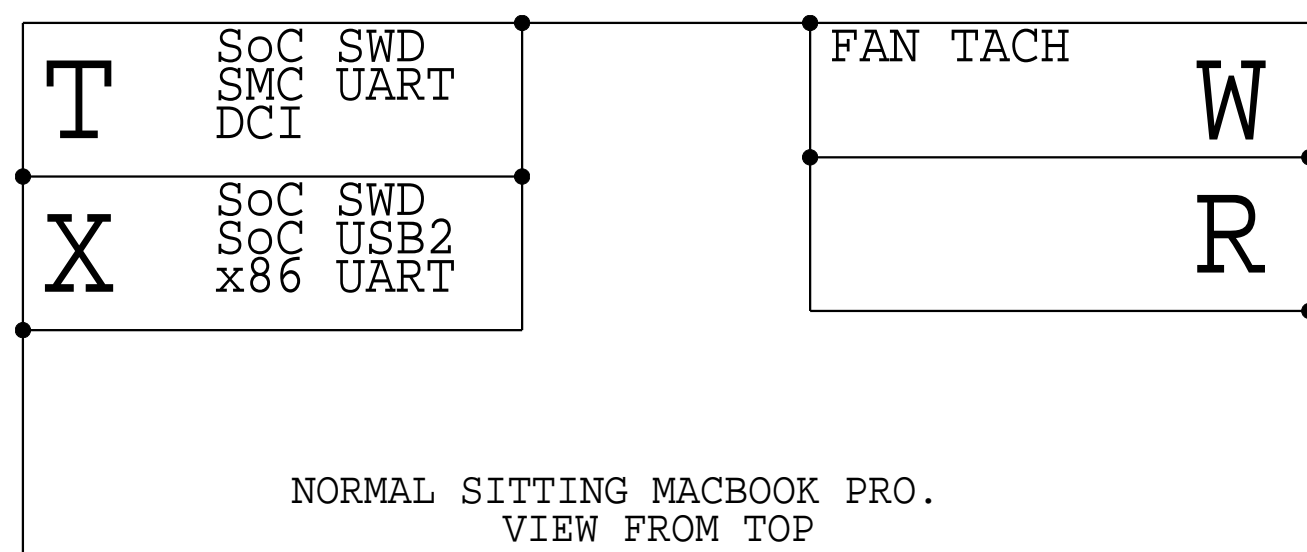 T
SoC SWD
SMC UART
DCI
FAN TACH
W
X
SoC SWD
SoC USB2
x86 UART
R
NORMAL SITTING MACBOOK PRO.
VIEW FROM TOP